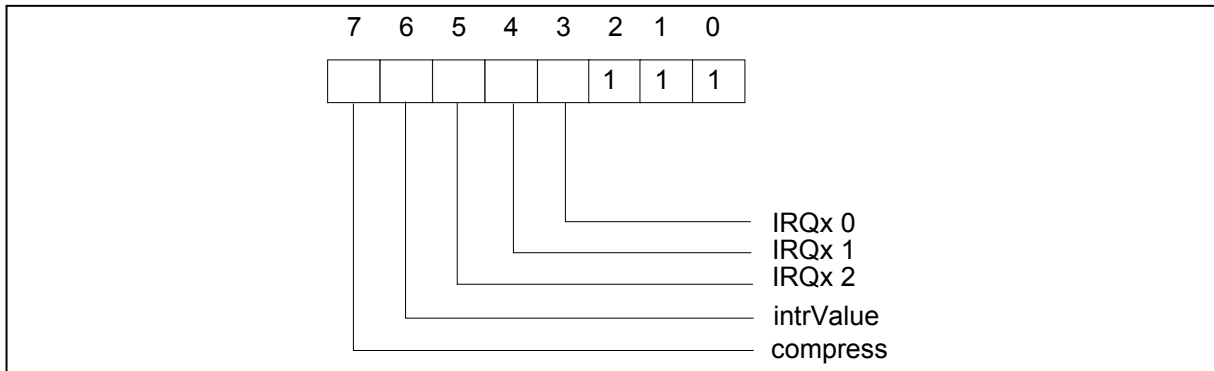 7 6 5 4 3 2 1 0
1 1 1
IRQx 0
IRQx 1
IRQx 2
intrValue
compress